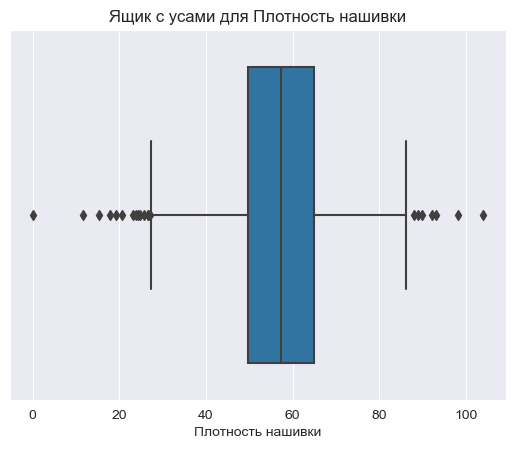 Ящик с усами для Плотность нашивки
0 20 40 60 80 100
Плотность нашивки